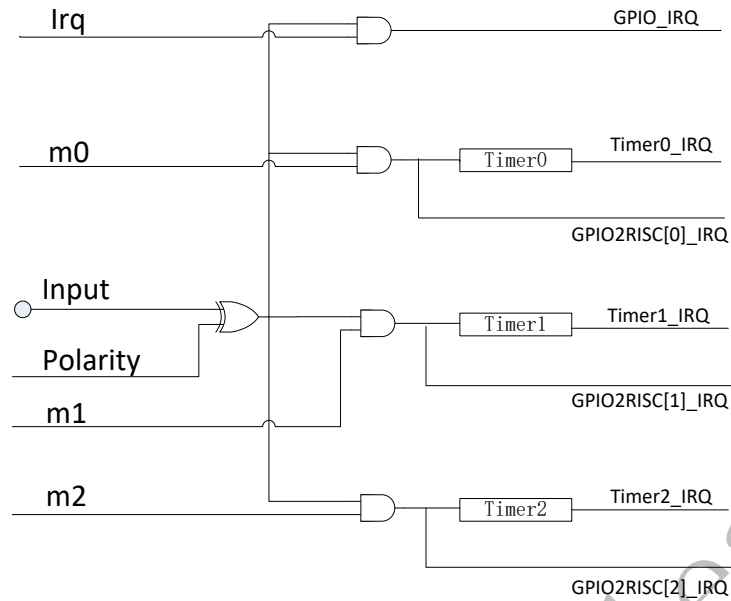 Irq
GPIO_IRQ
m0
Timer0
Timer0_IRQ
GPIO2RISC[0]_IRQ
Input
Timer1
Timer1_IRQ
Polarity
GPIO2RISC[1]_IRQ
m1
m2
Timer2
Timer2_IRQ
GPIO2RISC[2]_IRQ